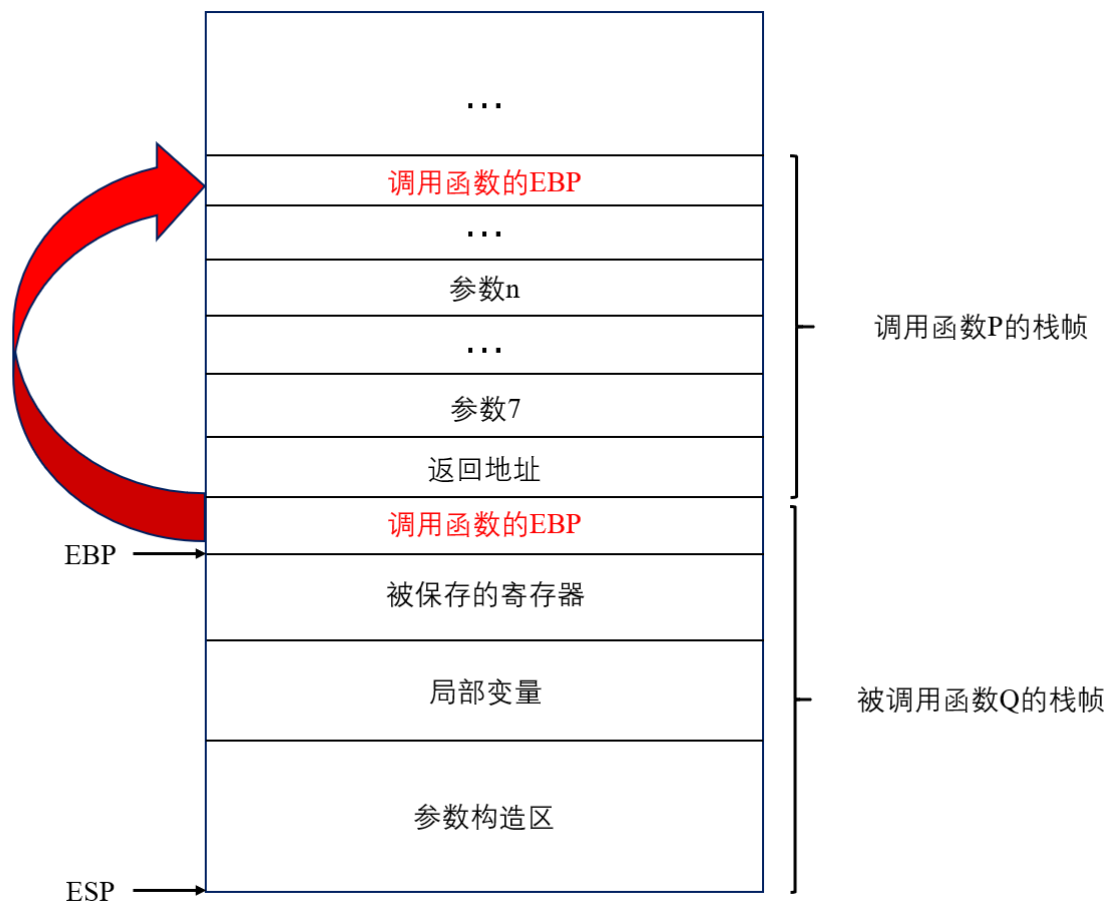 ...
调用函数的EBP
...
参数n
...
参数7
返回地址
调用函数的EBP
EBP
被保存的寄存器
局部变量
参数构造区
ESP
调用函数P的栈帧
被调用函数Q的栈帧